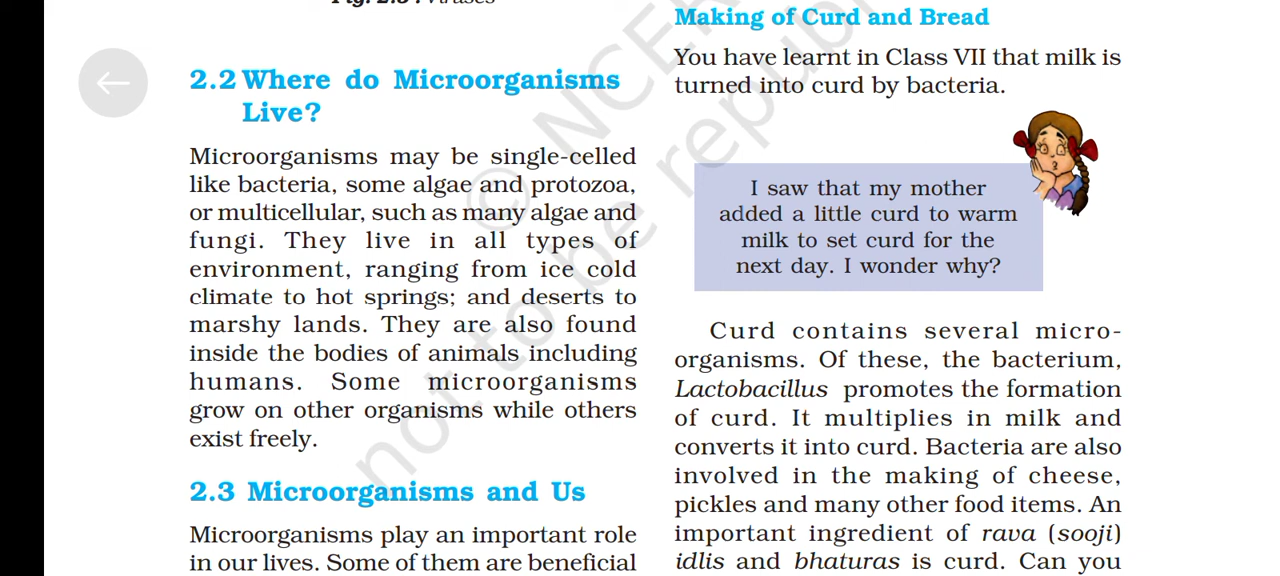 Fig. 2.5 : Viruses
2.2 Where do Microorganisms
Live?
Microorganisms may be single-celled
like bacteria, some algae and protozoa,
or multicellular, such as many algae and
fungi. They live in all types of
environment, ranging from ice cold
climate to hot springs; and deserts to
marshy lands. They are also found
inside the bodies of animals including
humans. Some microorganisms
grow on other organisms while others
exist freely.
2.3 Microorganisms and Us
Microorganisms play an important role
in our lives. Some of them are beneficial
Making of Curd and Bread
You have learnt in Class VII that milk is
turned into curd by bacteria.
I saw that my mother
added a little curd to warm
milk to set curd for the
next day. I wonder why?
Curd contains several micro-
organisms. Of these, the bacterium,
Lactobacillus promotes the formation
of curd. It multiplies in milk and
converts it into curd. Bacteria are also
involved in the making of cheese,
pickles and many other food items. An
important ingredient of rava (sooji)
idlis and bhaturas is curd. Can you
© NCER
not to be republ